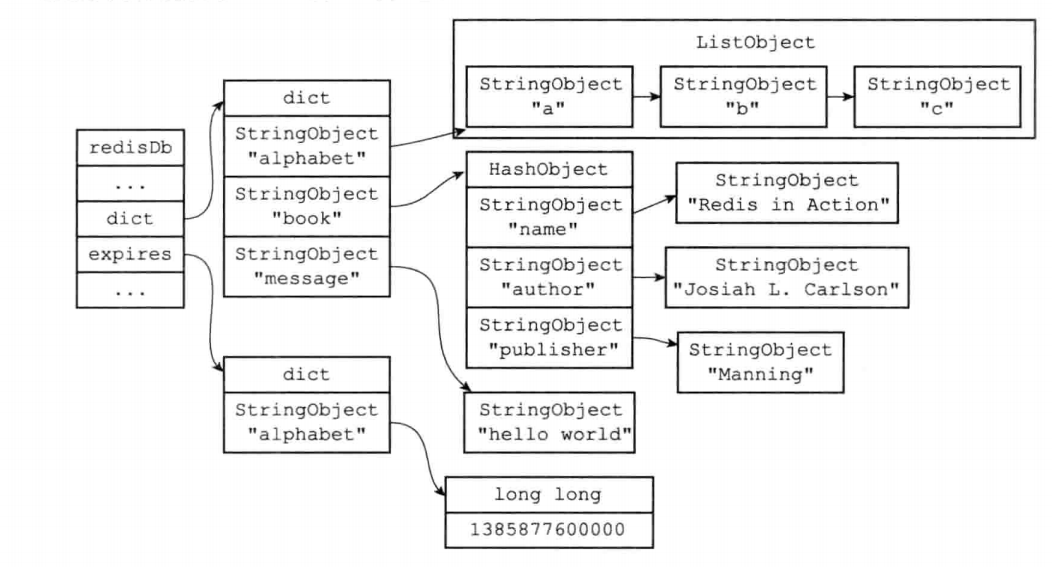 ListObject
StringObject
"a"
StringObject
"b"
StringObject
"c"
redisDb
...
dict
expires
...
dict
StringObject
"alphabet"
StringObject
"book"
StringObject
"message"
HashObject
StringObject
"name"
StringObject
"author"
StringObject
"publisher"
StringObject
"Redis in Action"
StringObject
"Josiah L. Carlson"
StringObject
"Manning"
StringObject
"hello world"
dict
StringObject
"alphabet"
long long
1385877600000